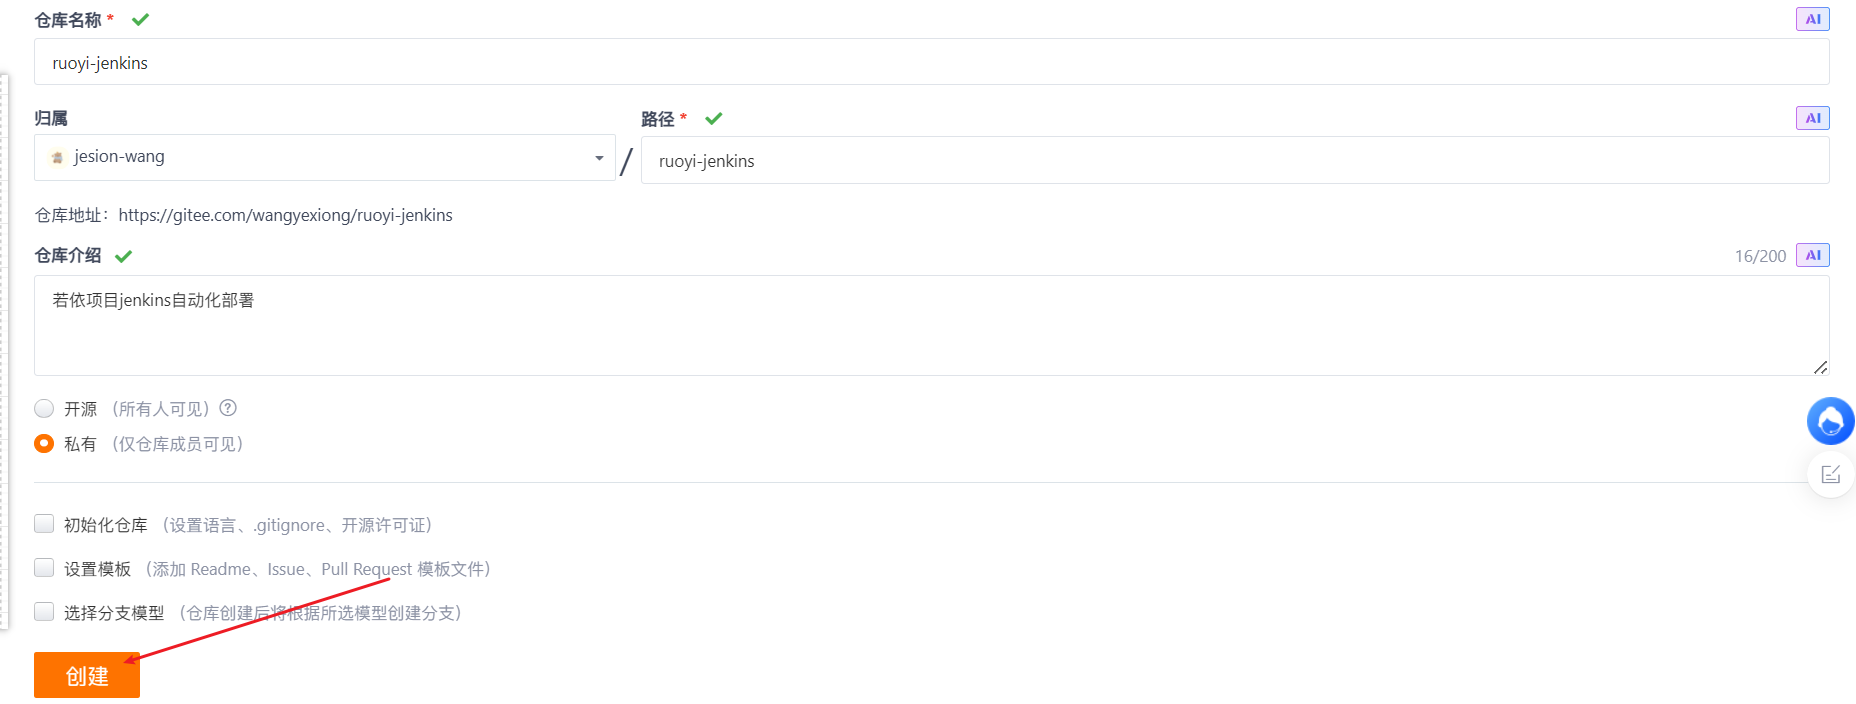 仓库名称 * AI
ruoyi-jenkins
归属
路径 * AI
jesion-wang / ruoyi-jenkins
仓库地址：https://gitee.com/wangyexiong/ruoyi-jenkins
仓库介绍 16/200 AI
若依项目jenkins自动化部署
开源（所有人可见）?
私有（仅仓库成员可见）
初始化仓库（设置语言、.gitignore、开源许可证）
设置模板（添加 Readme、Issue、Pull Request 模板文件）
选择分支模型（仓库创建后将根据所选模型创建分支）
创建